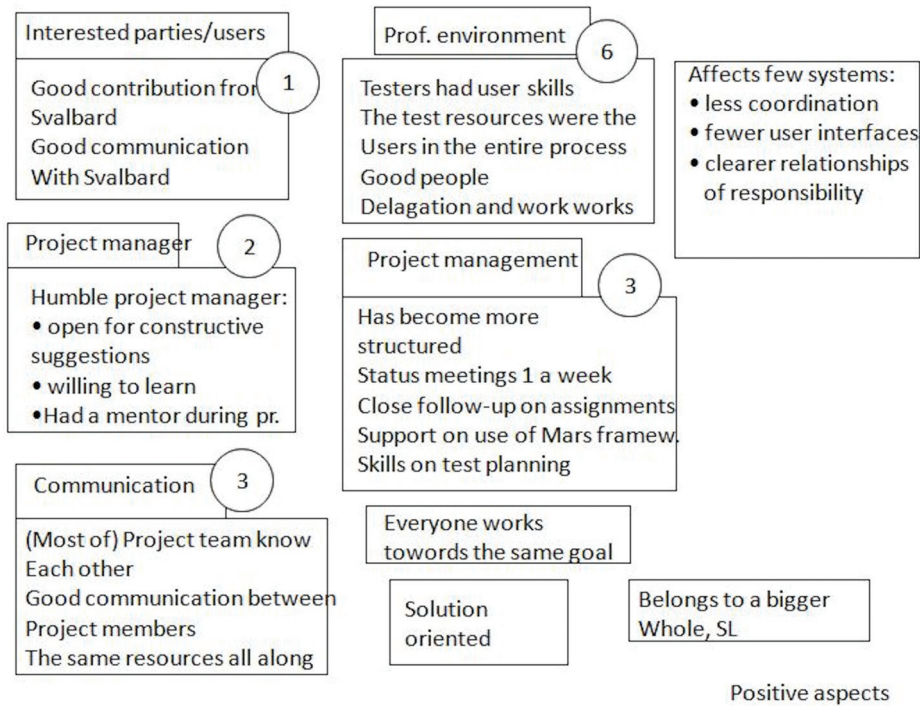 Interested parties/users
1
Good contribution from
Svalbard
Good communication
With Svalbard
Prof. environment
6
Testers had user skills
The test resources were the
Users in the entire process
Good people
Delagation and work works
Affects few systems:
• less coordination
• fewer user interfaces
• clearer relationships
of responsibility
Project manager
2
Humble project manager:
• open for constructive
suggestions
• willing to learn
•Had a mentor during pr.
Project management
3
Has become more
structured
Status meetings 1 a week
Close follow-up on assignments
Support on use of Mars framew.
Skills on test planning
Communication
3
(Most of) Project team know
Each other
Good communication between
Project members
The same resources all along
Everyone works
towards the same goal
Solution
oriented
Belongs to a bigger
Whole, SL
Positive aspects